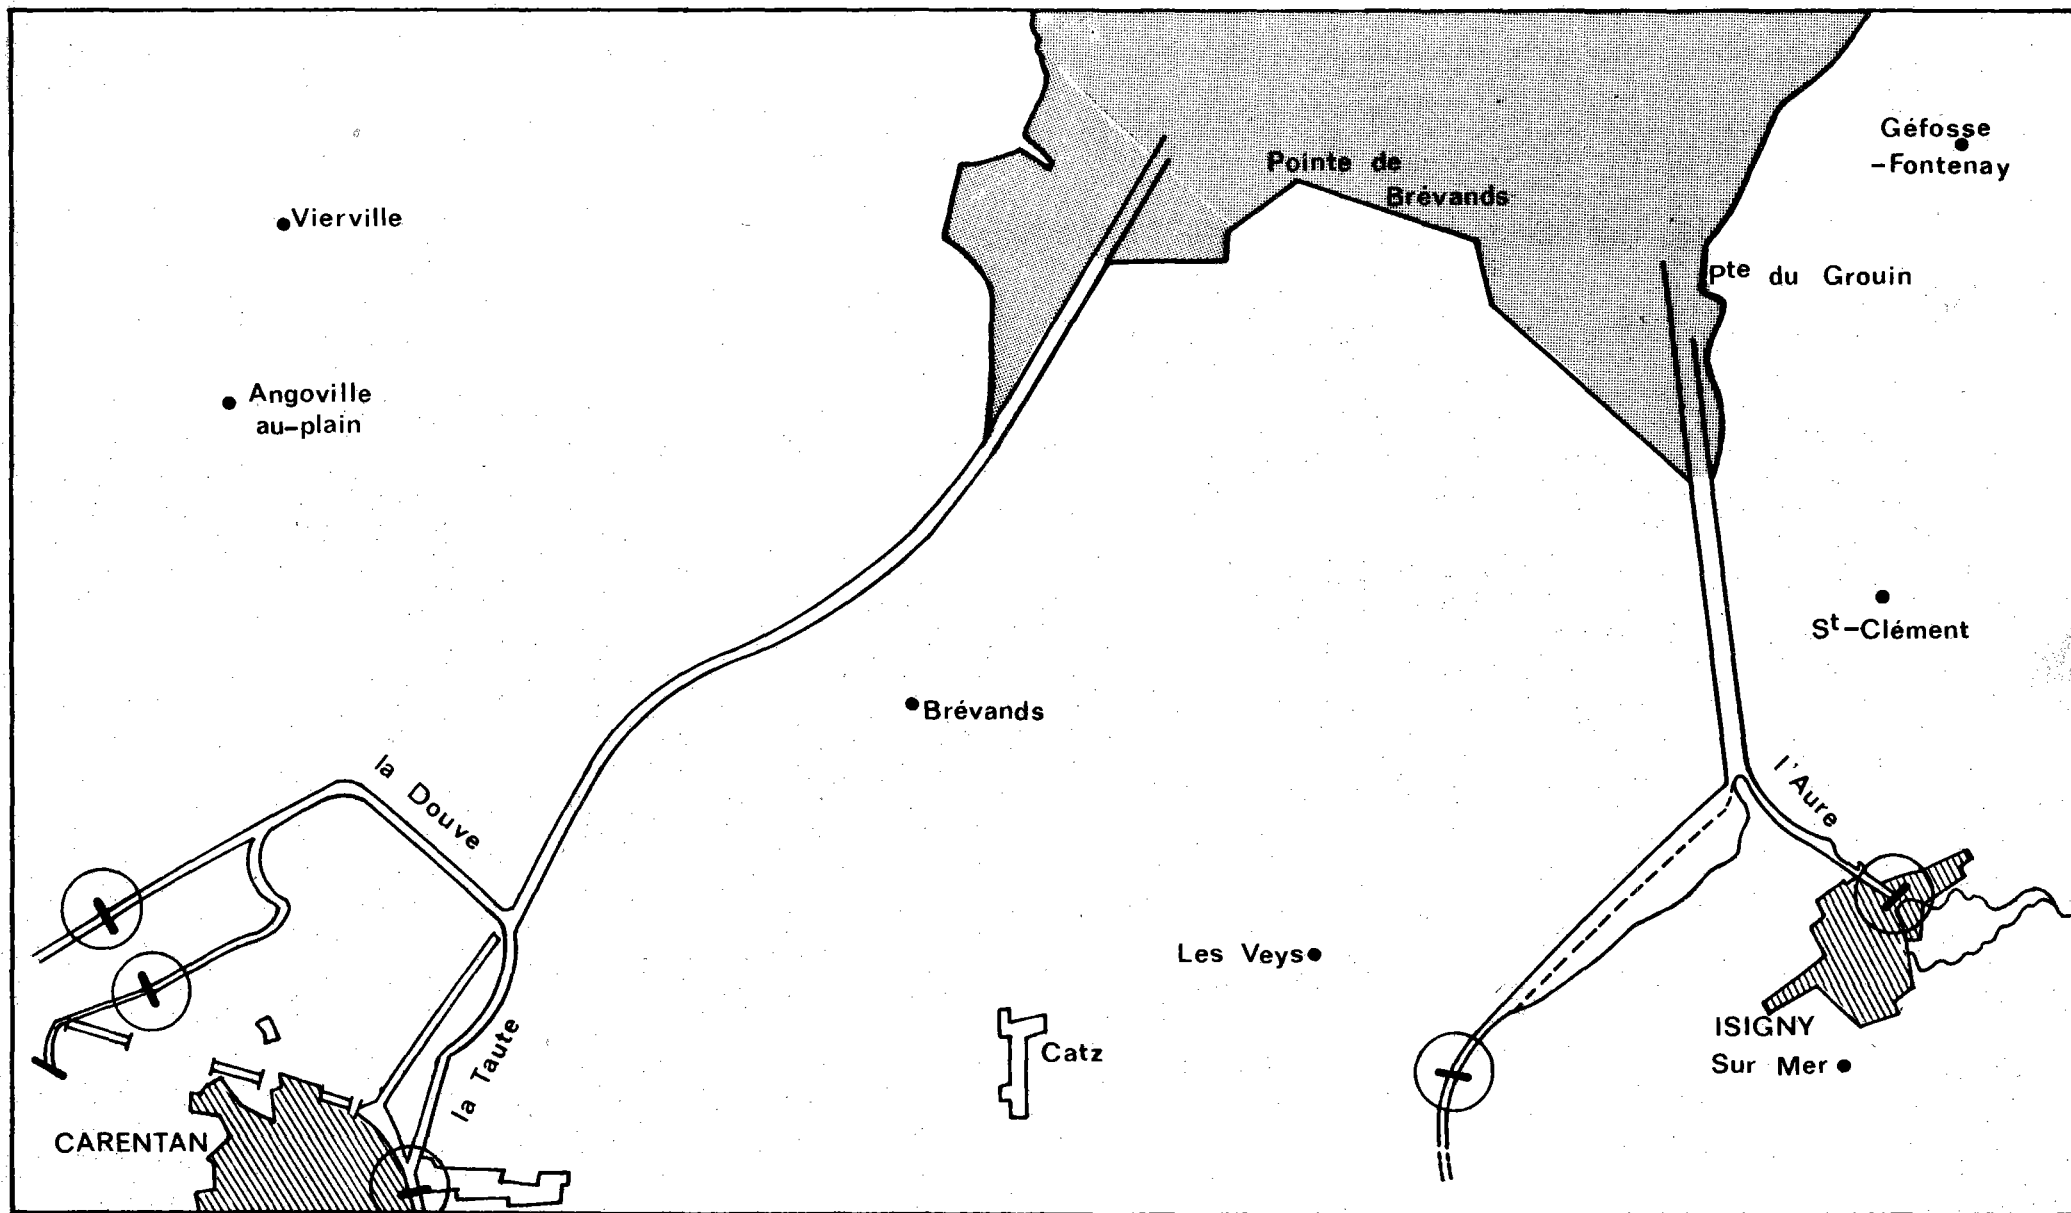 Géfosse
-Fontenay
Pointe de
Brévands
Vierville
Pte du Grouin
Angoville
au-plain
St-Clément
Brévands
la Douve
l'Aure
Les Veys
ISIGNY
Sur Mer
Catz
la Taute
CARENTAN